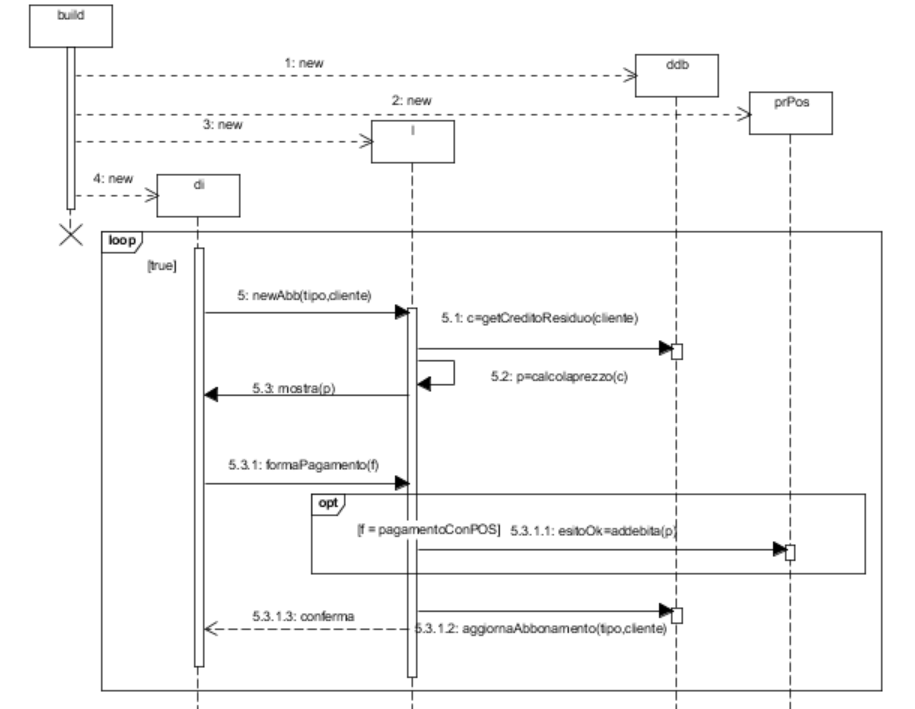 build
1: new
ddb
2: new
prPos
3: new
l
4: new
di
loop
[true]
5: newAbb(tipo,cliente)
5.1: c=getCreditoResiduo(cliente)
5.2: p=calcolaprezzo(c)
5.3: mostra(p)
5.3.1: formaPagamento(f)
opt
[f = pagamentoConPOS] 5.3.1.1: esitoOk=addebita(p)
5.3.1.3: conferma
5.3.1.2: aggiornaAbbonamento(tipo,cliente)